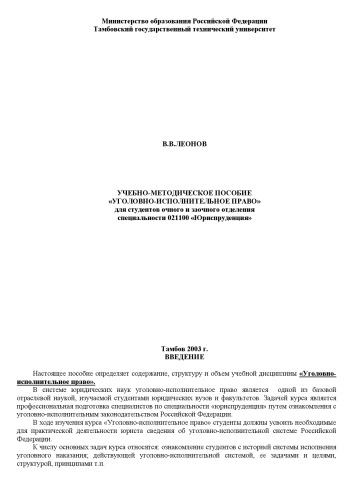 Министерство образования Российской Федерации
Тамбовский государственный технический университет
В.В.ЛЕОНОВ
УЧЕБНО-МЕТОДИЧЕСКОЕ ПОСОБИЕ
«УГОЛОВНО-ИСПОЛНИТЕЛЬНОЕ ПРАВО»
для студентов очного и заочного отделения
специальности 021100 «Юриспруденция»
Тамбов 2003 г.
ВВЕДЕНИЕ
Настоящее пособие определяет содержание, структуру и объем учебной дисциплины «Уголовно-
исполнительное право».
В системе юридических наук уголовно-исполнительное право является одной из базовой
отраслевой наукой, изучаемой студентами юридических вузов и факультетов. Задачей курса является
профессиональная подготовка специалистов по специальности «юриспруденция» путем ознакомления с
уголовно-исполнительным законодательством Российской Федерации.
В ходе изучения курса «Уголовно-исполнительное право» студенты должны усвоить необходимые
для практической деятельности юриста сведения об уголовно-исполнительной системе Российской
Федерации.
К числу основных задач курса относится: ознакомление студентов с историей системы исполнения
уголовного наказания; действующей уголовно-исполнительной системой, ее задачами и целями,
структурой, принципами т.п.